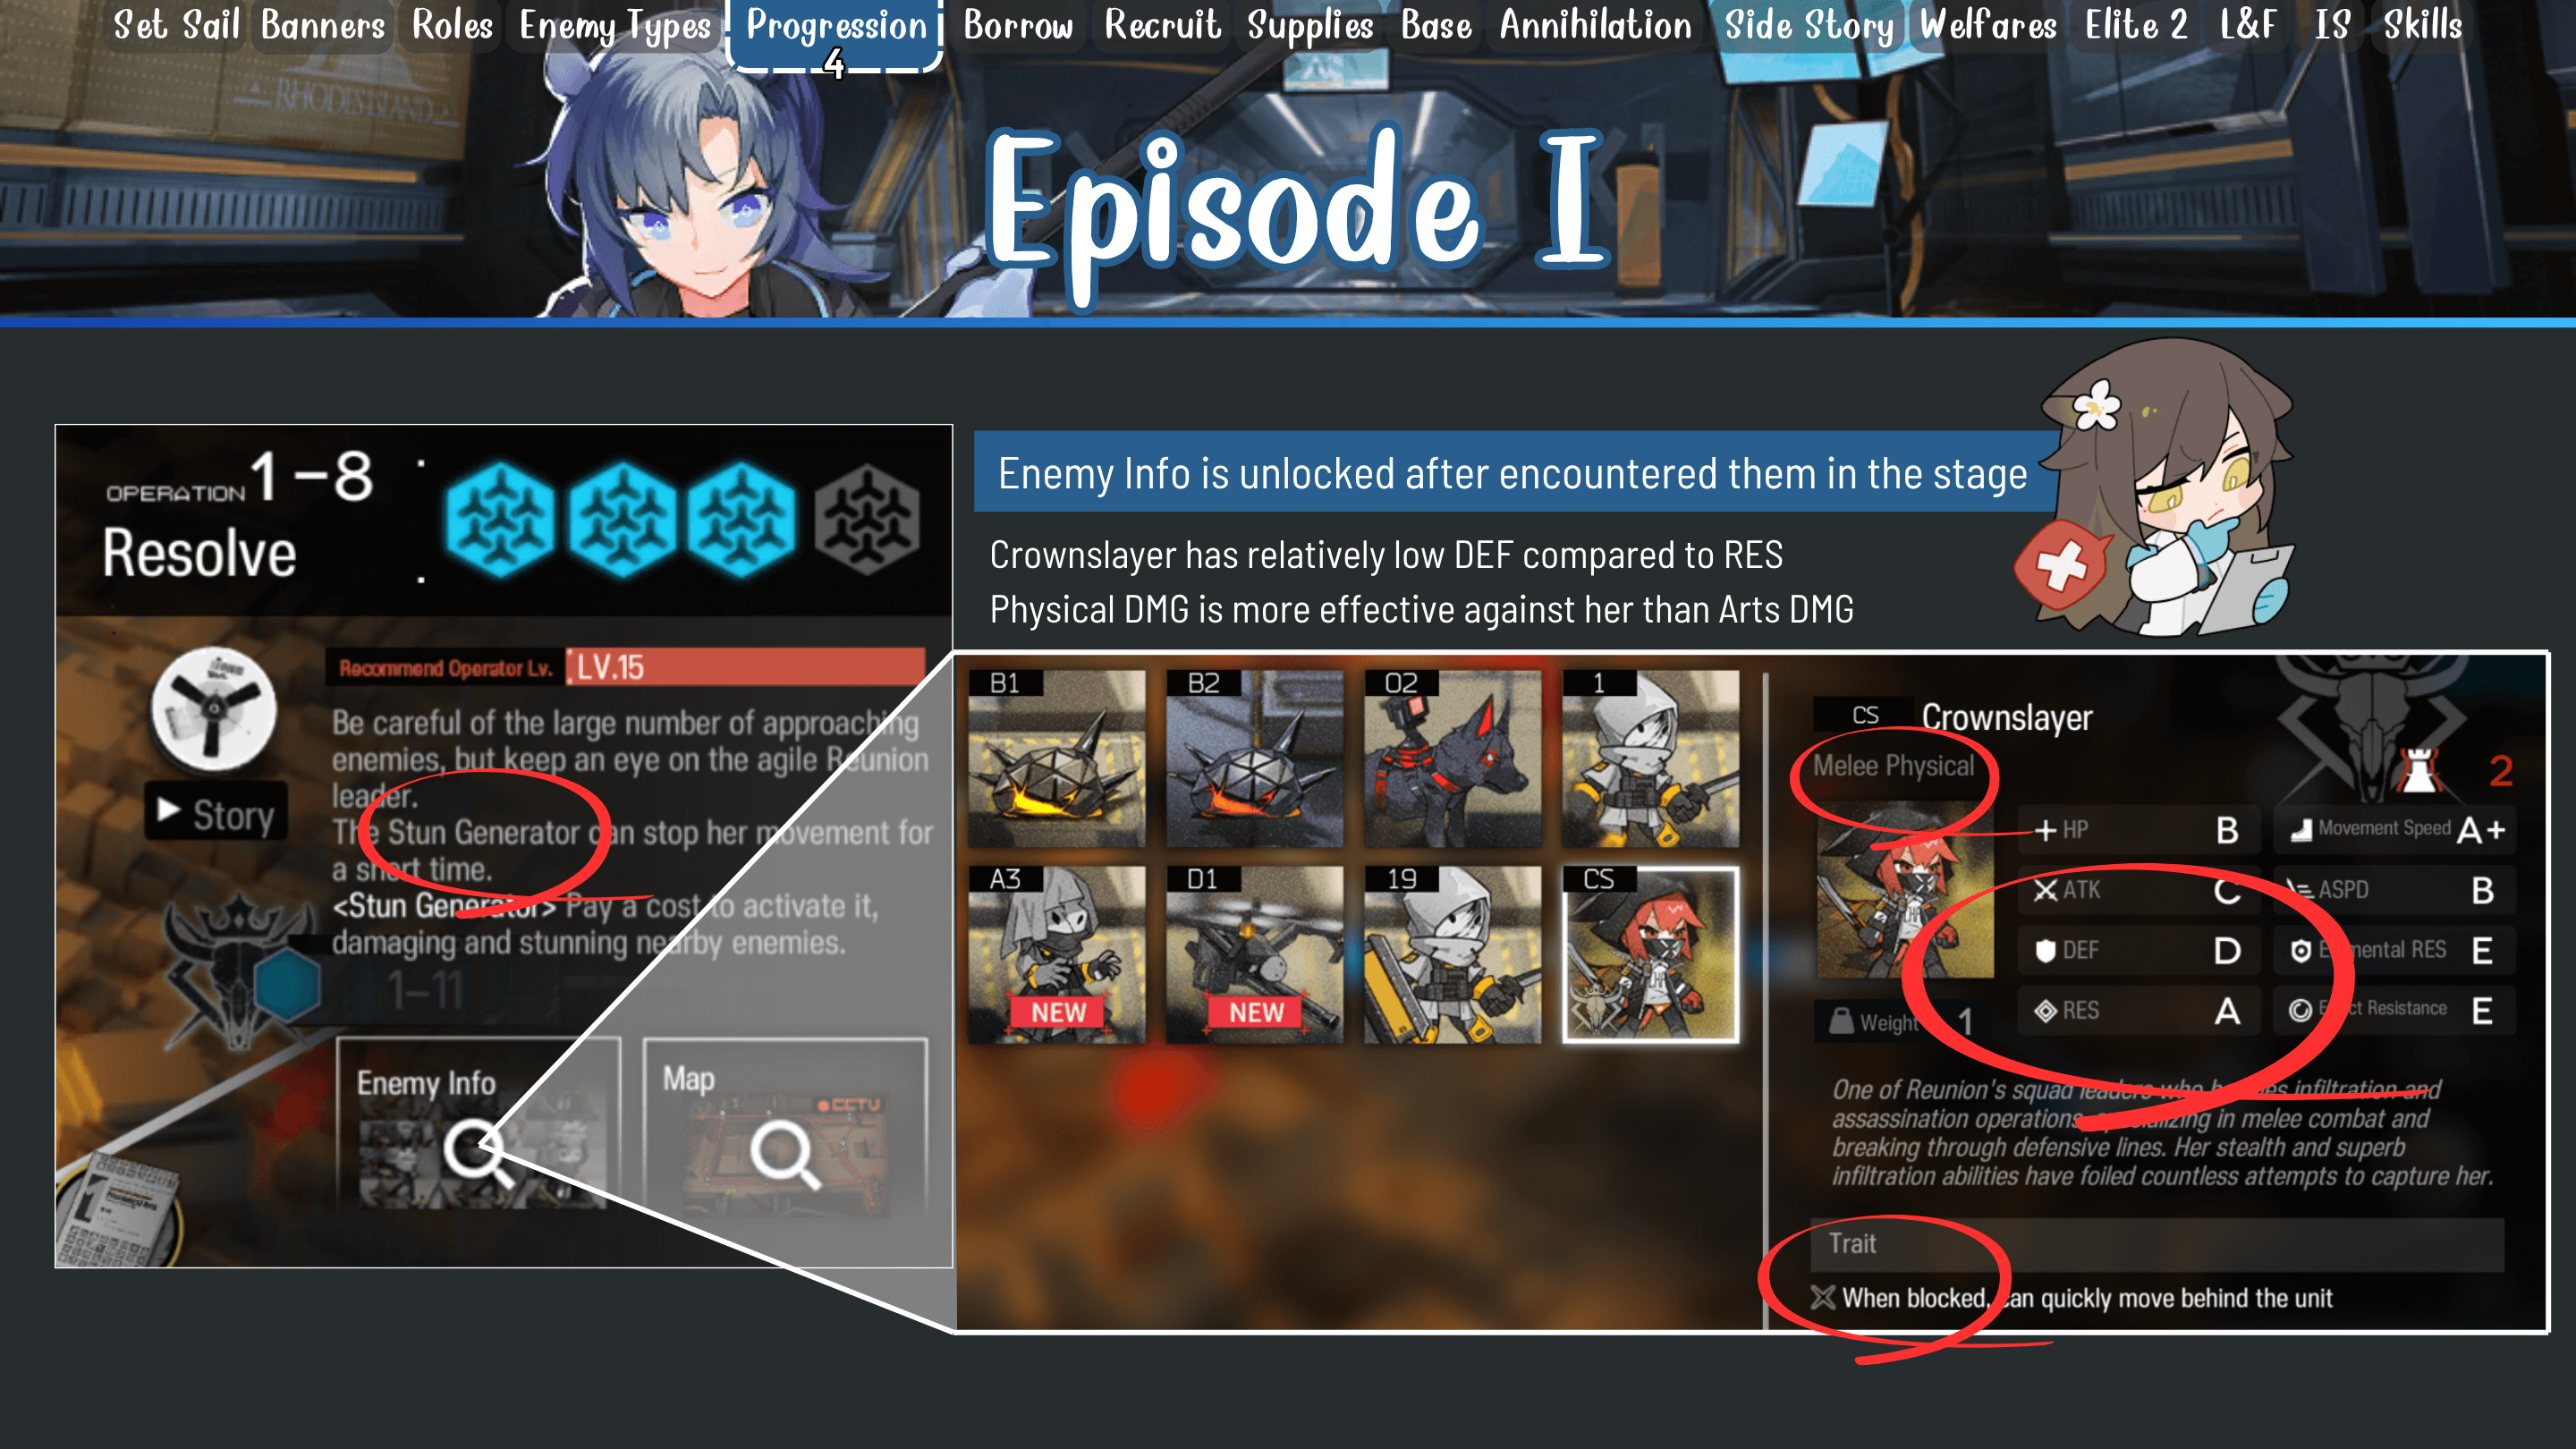 Set Sail Banners Roles Enemy Types Progression Borrow Recruit Supplies Base Annihilation Side Story Welfares Elite 2 L&F IS Skills
4
RHODES ISLAND
Episode I
OPERATION 1-8
Resolve
Recommend Operator Lv. LV.15
Be careful of the large number of approaching
enemies, but keep an eye on the agile Reunion
leader.
The Stun Generator can stop her movement for
a short time.
<Stun Generator> Pay a cost to activate it,
damaging and stunning nearby enemies.
Story
1-11
Enemy Info
Map
CCTV
Enemy Info is unlocked after encountered them in the stage
Crownslayer has relatively low DEF compared to RES
Physical DMG is more effective against her than Arts DMG
B1 B2 02 1
A3 D1 19 CS
NEW NEW
CS Crownslayer
Melee Physical
2
HP B Movement Speed A+
ATK C ASPD B
DEF D Elemental RES E
RES A Effect Resistance E
Weight 1
One of Reunion's squad leaders who handles infiltration and
assassination operations, specializing in melee combat and
breaking through defensive lines. Her stealth and superb
infiltration abilities have foiled countless attempts to capture her.
Trait
When blocked, can quickly move behind the unit